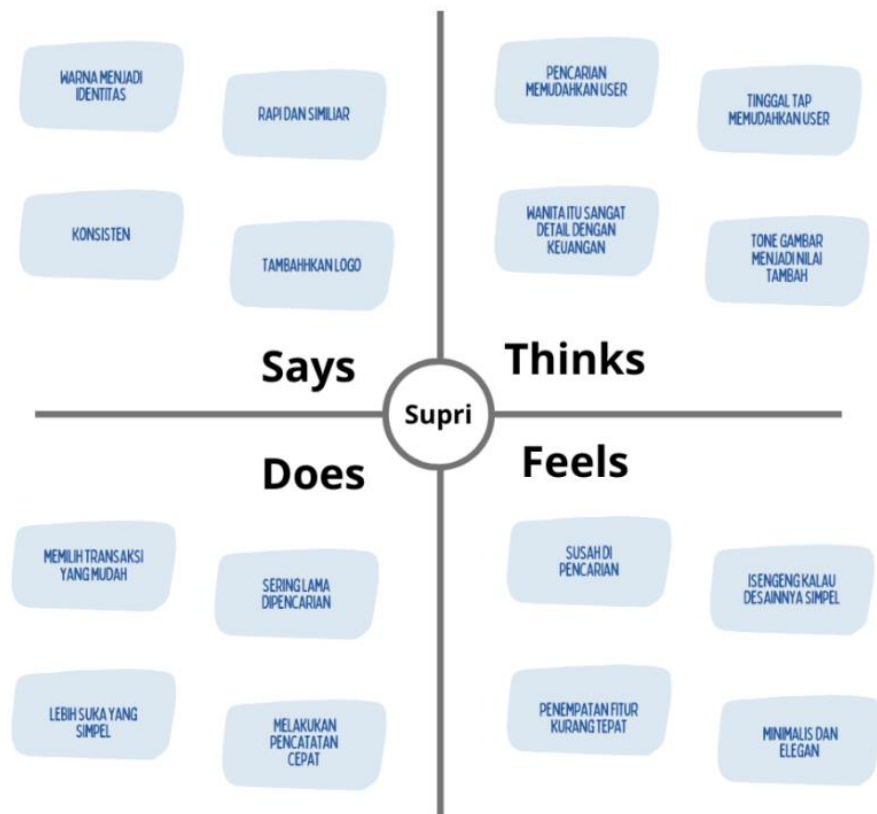 WARNA MENJADI
IDENTITAS
RAPI DAN SIMILIAR
KONSISTEN
TAMBAHHKAN LOGO
Says
PENCARIAN
MEMUDAHKAN USER
TINGGAL TAP
MEMUDAHKAN USER
WANITA ITU SANGAT
DETAIL DENGAN
KEUANGAN
TONE GAMBAR
MENJADI NILAI
TAMBAH
Thinks
Supri
Does
MEMILIH TRANSAKSI
YANG MUDAH
SERING LAMA
DIPENCARIAN
LEBIH SUKA YANG
SIMPEL
MELAKUKAN
PENCATATAN
CEPAT
Feels
SUSAH DI
PENCARIAN
ISENGENG KALAU
DESAINNYA SIMPEL
PENEMPATAN FITUR
KURANG TEPAT
MINIMALIS DAN
ELEGAN